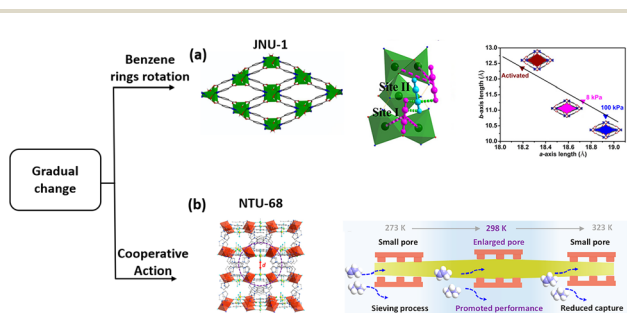 (a)
JNU-1
Benzene
rings rotation
Site II
Site I
b-axis length (Å)
13.0
12.5
12.0
11.5
11.0
10.5
10.0
Activated
8 kPa
100 kPa
18.0 18.2 18.4 18.6 18.8 19.0
a-axis length (Å)
Gradual
change
(b)
NTU-68
Cooperative
Action
273 K 298 K 323 K
Small pore Enlarged pore Small pore
Sieving process Promoted performance Reduced capture